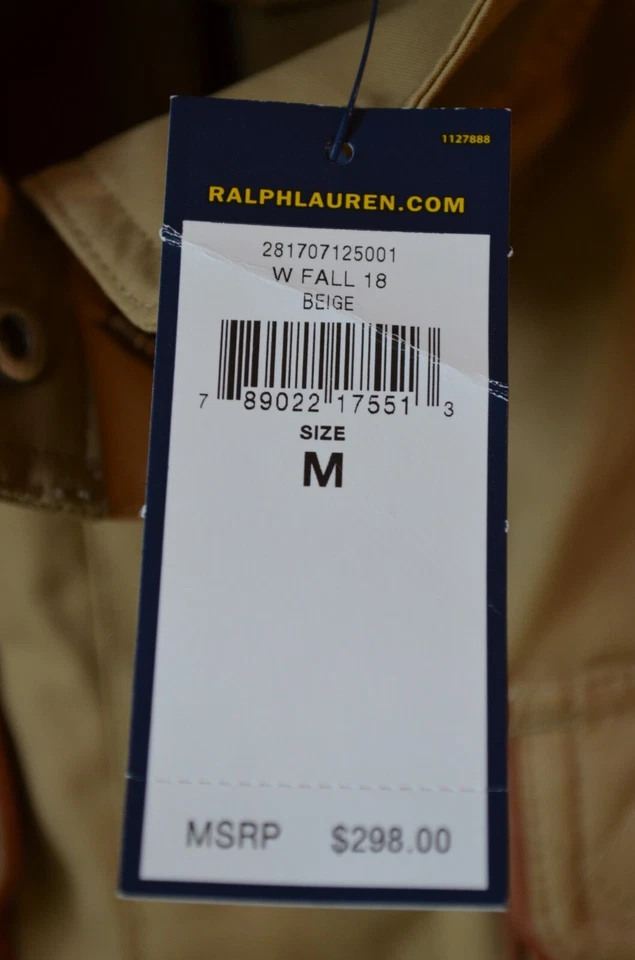 1127888
RALPHLAUREN.COM
281707125001
W FALL 18
BEIGE
7 89022 17551 3
SIZE
M
MSRP $298.00